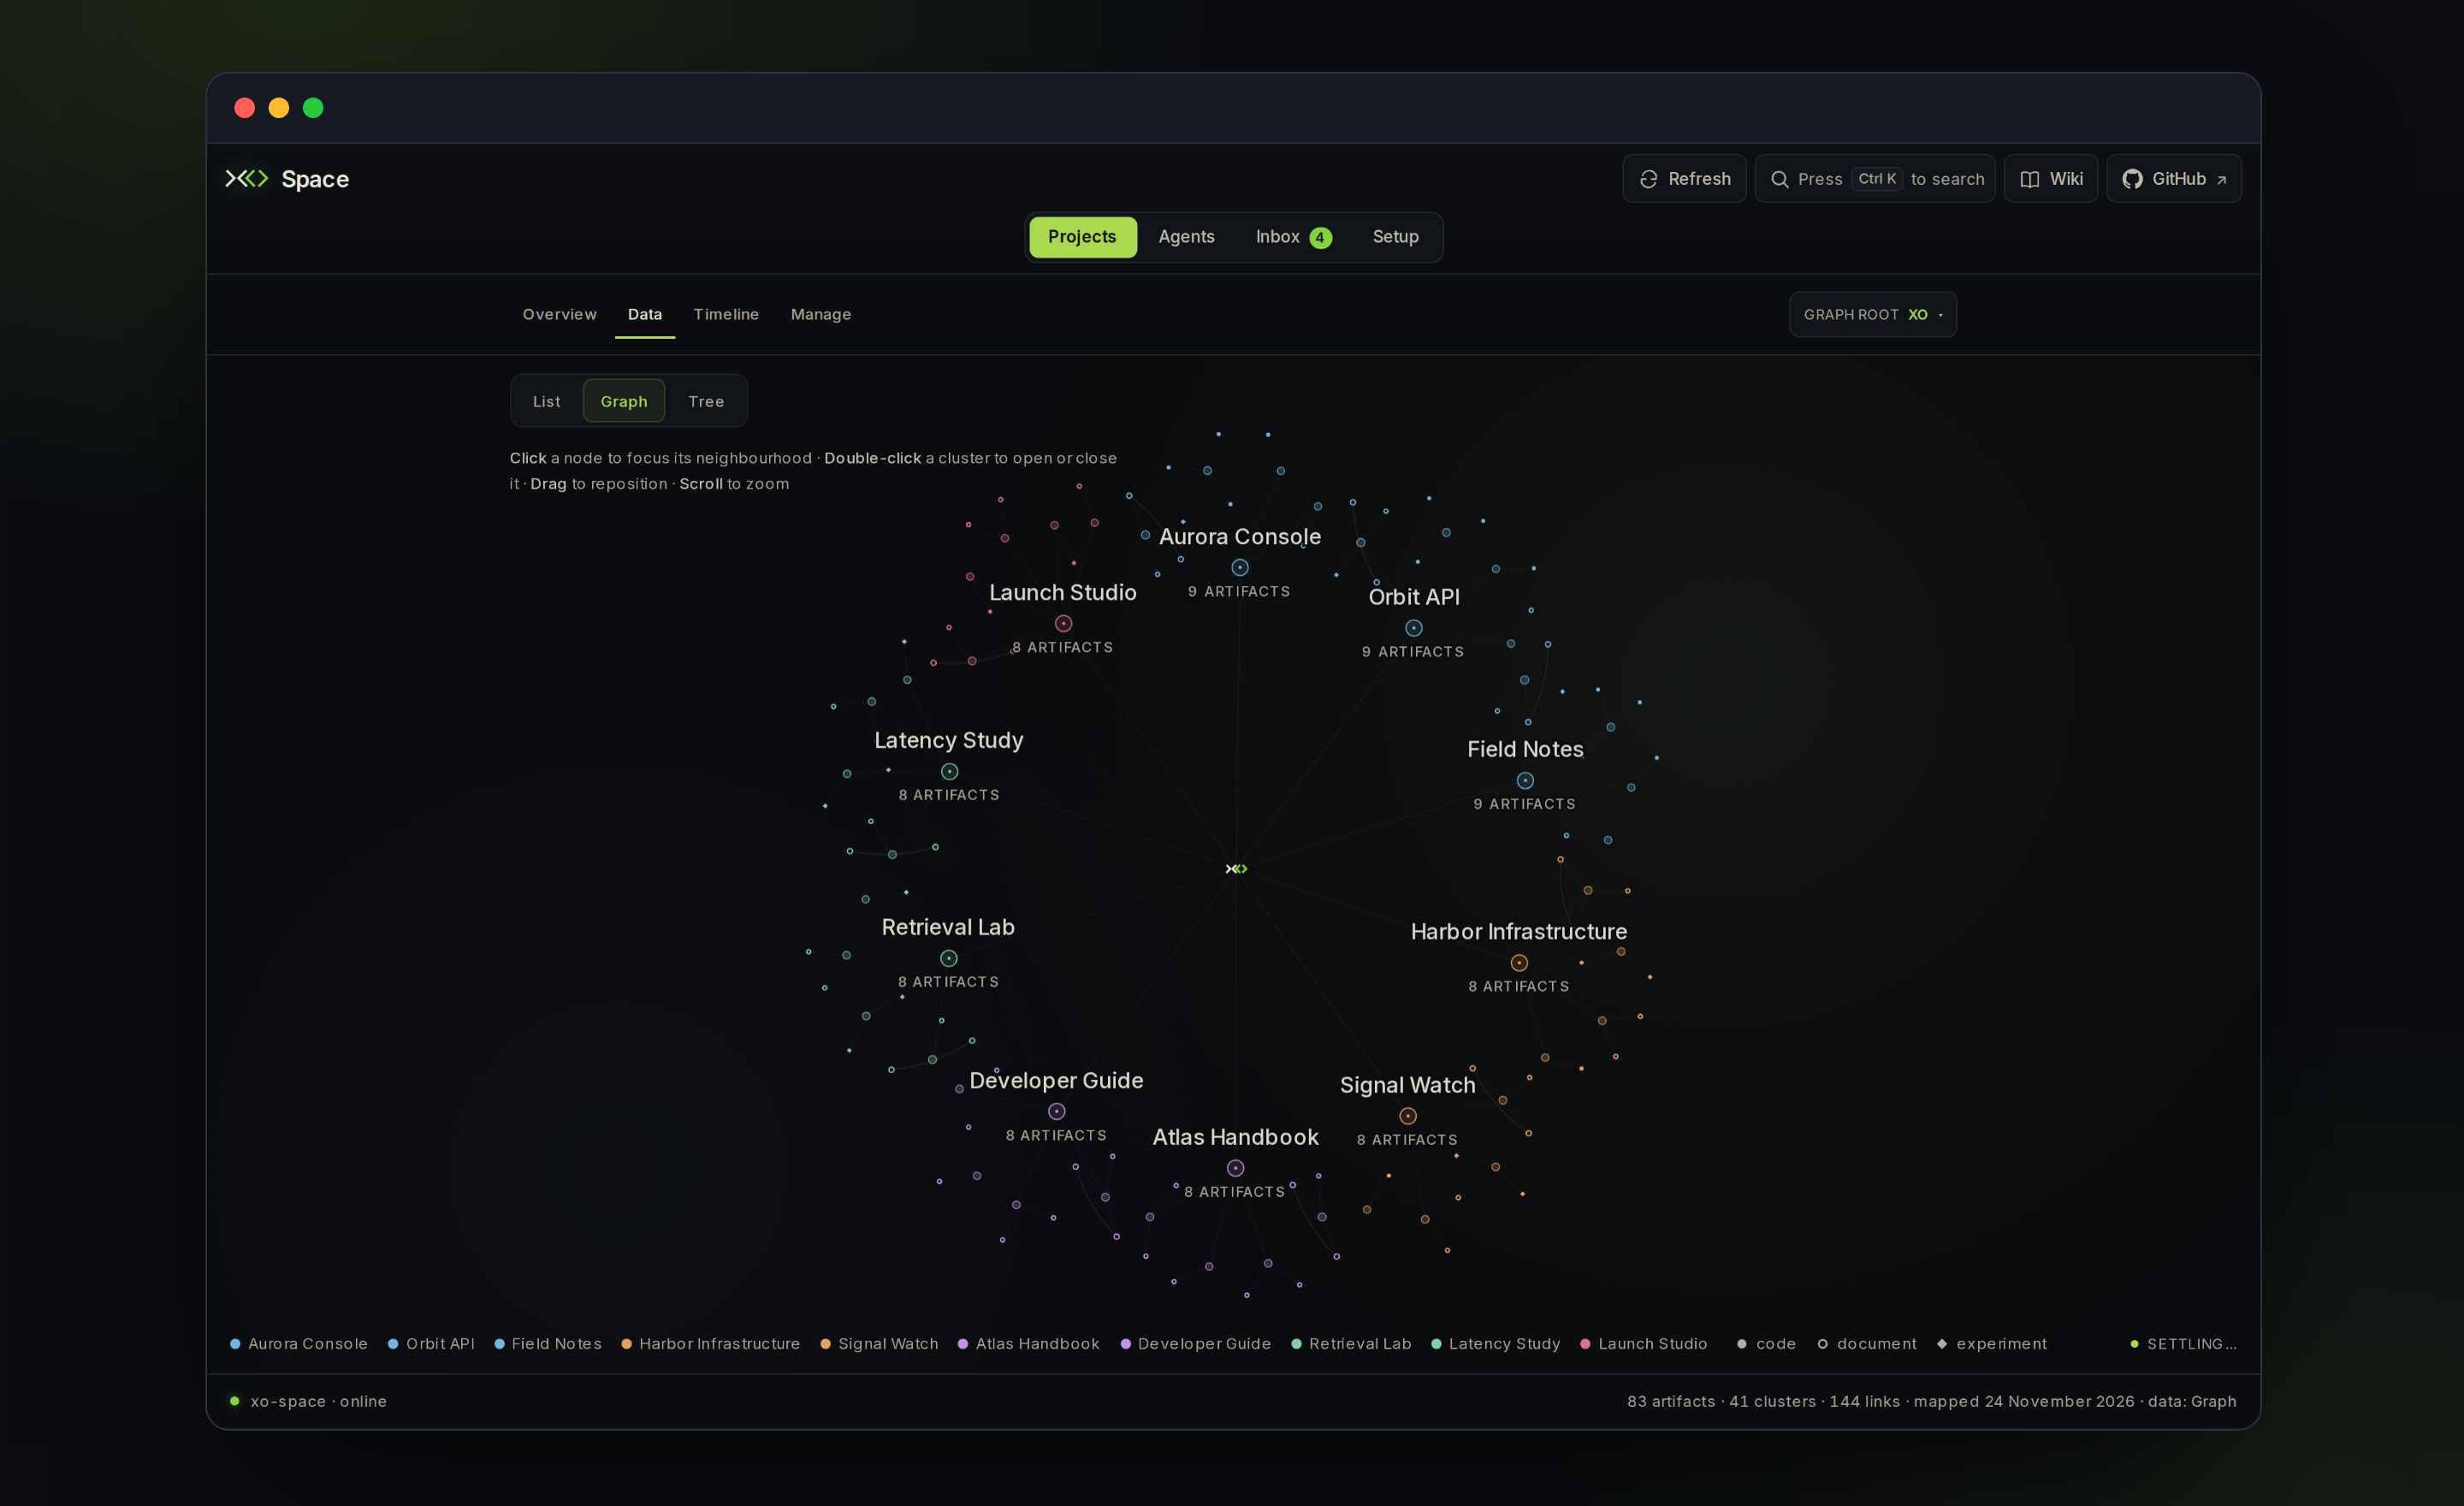 Space
Refresh
Press Ctrl K to search
Wiki
GitHub
Projects
Agents
Inbox 4
Setup
Overview
Data
Timeline
Manage
GRAPH ROOT XO
List
Graph
Tree
Click a node to focus its neighbourhood · Double-click a cluster to open or close
it · Drag to reposition · Scroll to zoom
Aurora Console
9 ARTIFACTS
Launch Studio
8 ARTIFACTS
Orbit API
9 ARTIFACTS
Latency Study
8 ARTIFACTS
Field Notes
9 ARTIFACTS
Retrieval Lab
8 ARTIFACTS
Harbor Infrastructure
8 ARTIFACTS
Developer Guide
8 ARTIFACTS
Signal Watch
8 ARTIFACTS
Atlas Handbook
8 ARTIFACTS
Aurora Console
Orbit API
Field Notes
Harbor Infrastructure
Signal Watch
Atlas Handbook
Developer Guide
Retrieval Lab
Latency Study
Launch Studio
code
document
experiment
SETTLING...
xo-space · online
83 artifacts · 41 clusters · 144 links · mapped 24 November 2026 · data: Graph